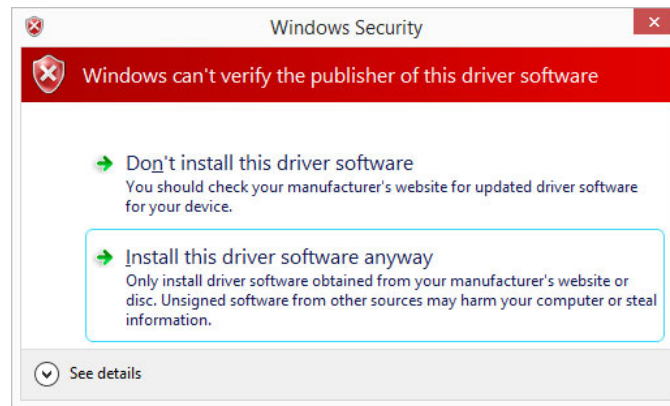 Windows Security
Windows can't verify the publisher of this driver software
Don't install this driver software
You should check your manufacturer's website for updated driver software
for your device.
Install this driver software anyway
Only install driver software obtained from your manufacturer's website or
disc. Unsigned software from other sources may harm your computer or steal
information.
See details